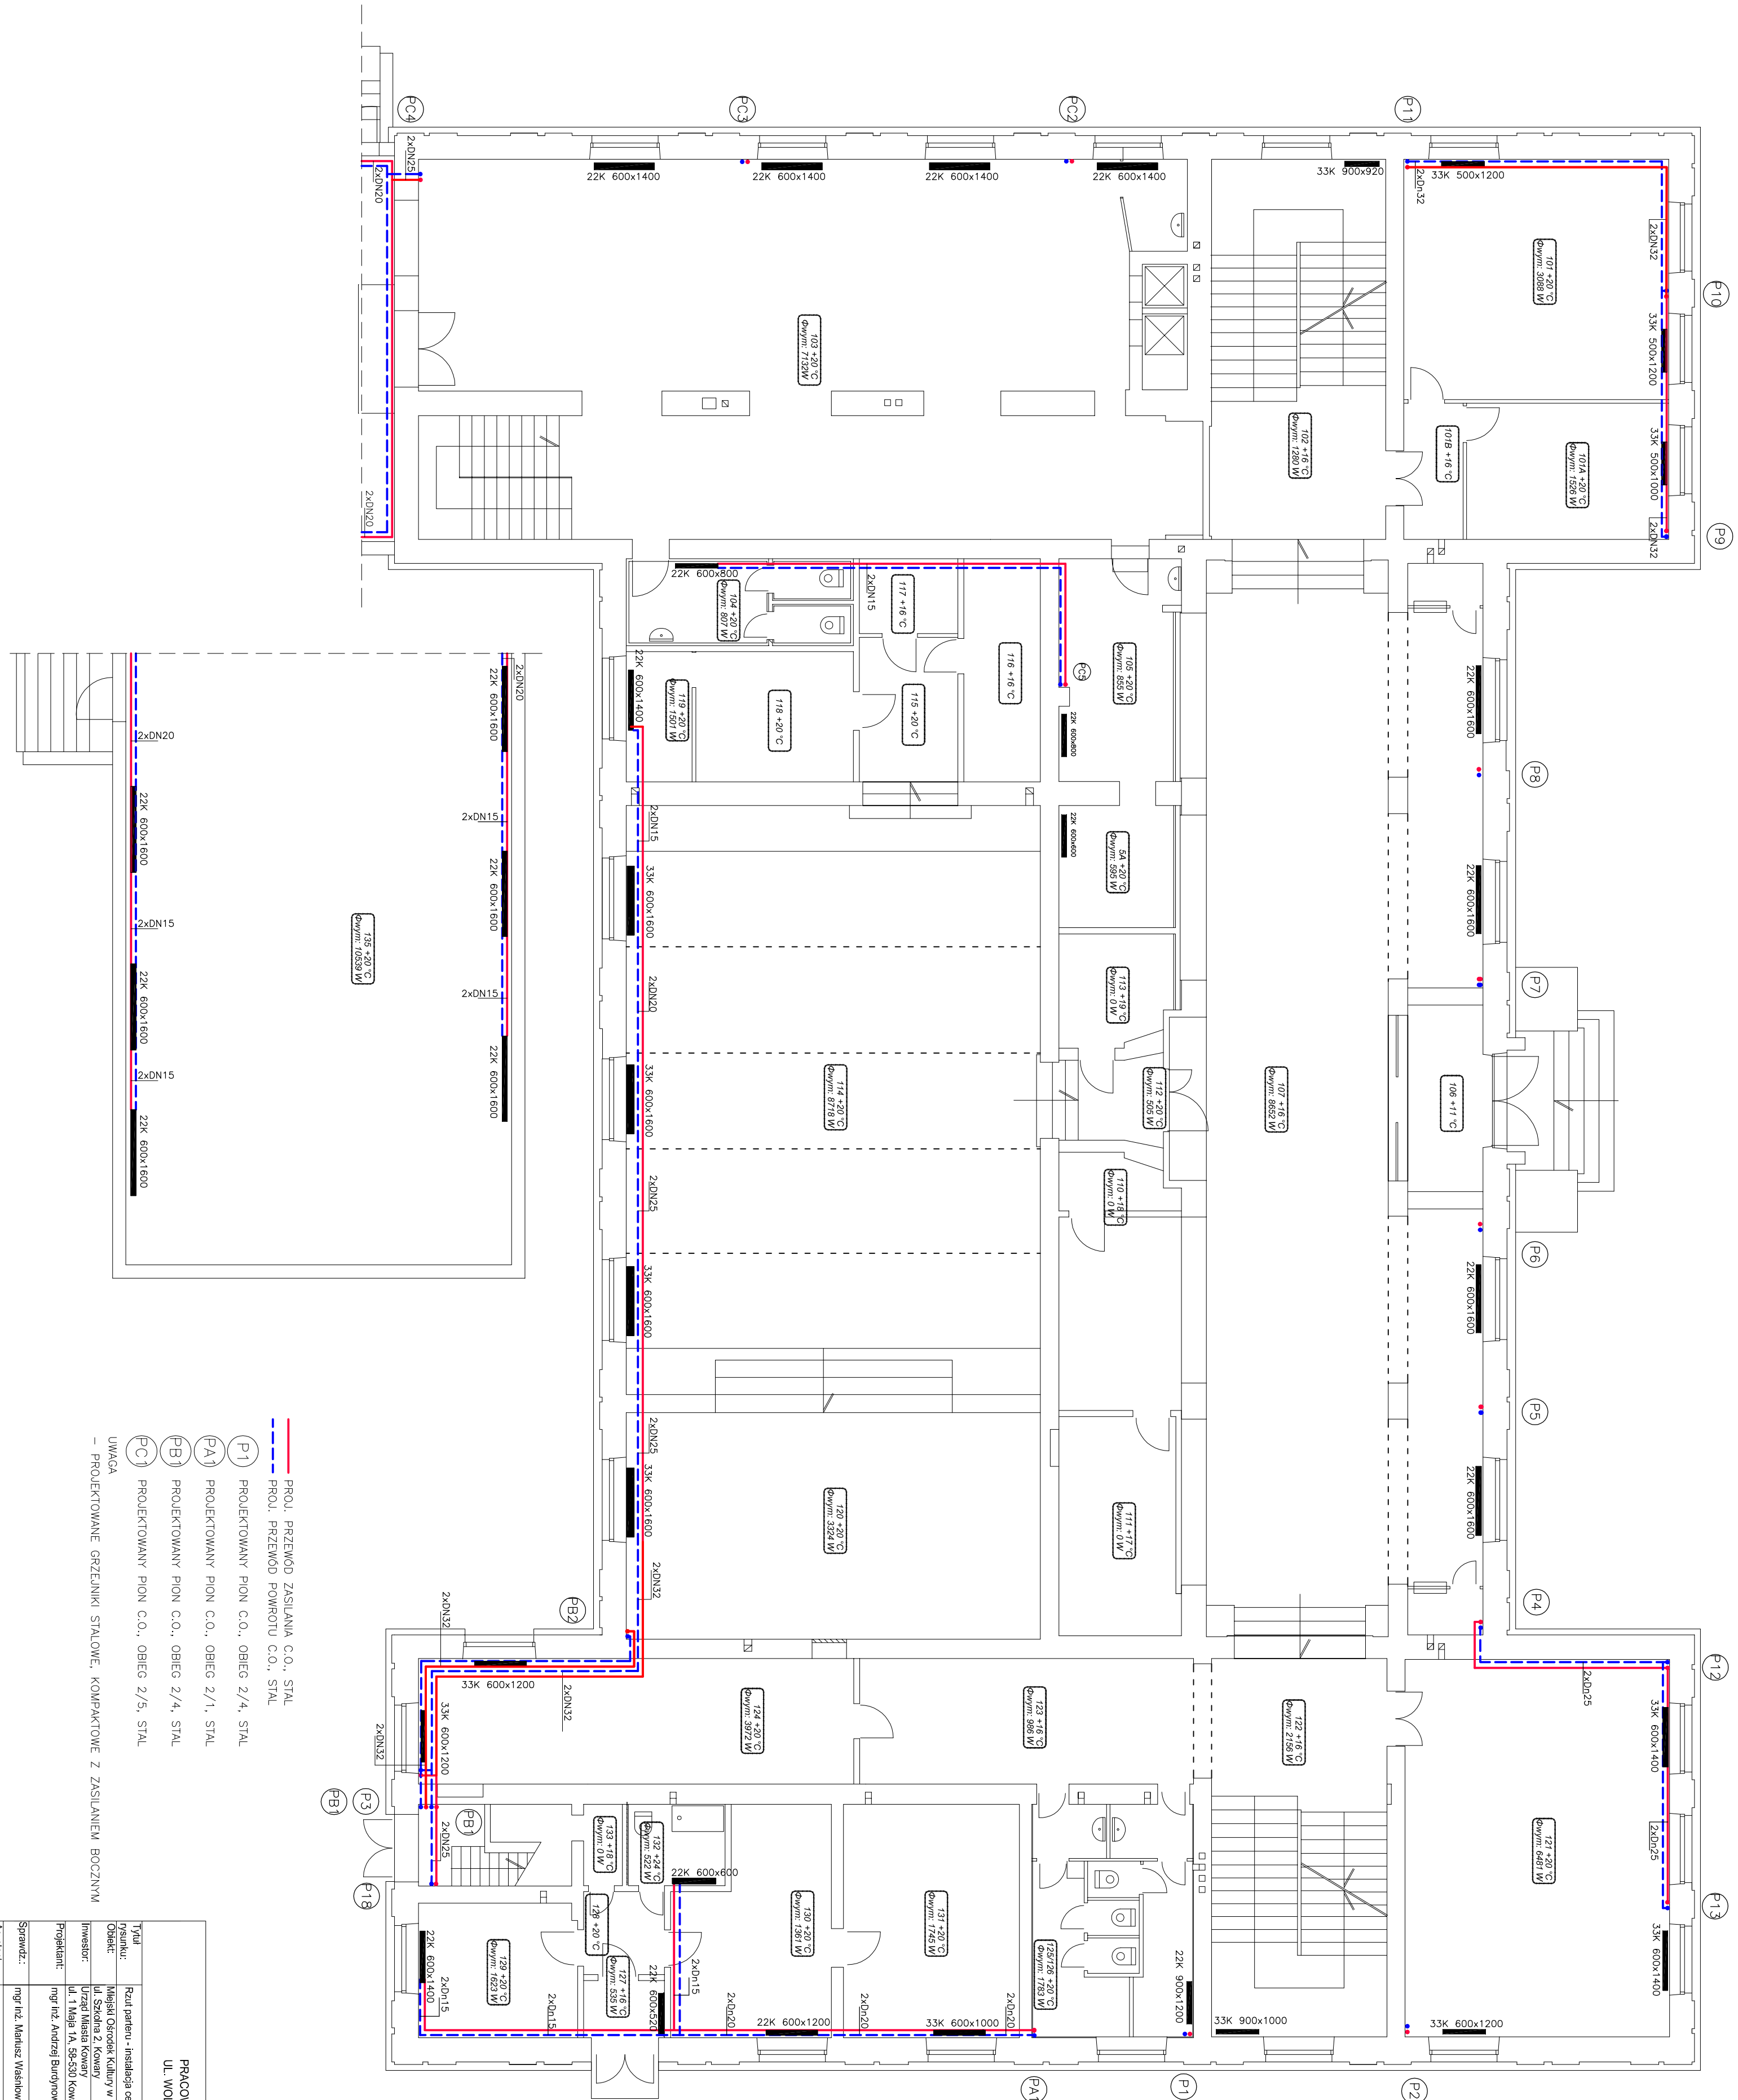 PC4
PC3
PC2
P11
2xDN25
2xDN20
22K 600x1400
22K 600x1400
22K 600x1400
22K 600x1400
33K 900x920
2xDn32
33K 500x1200
2xDN32
P10
33K 500x1200
33K 500x1000
2xDN32
P9
101 +20 °C
Φwym: 3088 W
101A +20 °C
Φwym: 1526 W
101B +16 °C
102 +16 °C
Φwym: 1280 W
103 +20 °C
Φwym: 7132W
2xDN20
22K 600x800
104 +20 °C
Φwym: 807 W
2xDN15
117 +16 °C
116 +16 °C
115 +20 °C
118 +20 °C
119 +20 °C
Φwym: 1501 W
22K 600x1400
PC5
105 +20 °C
Φwym: 855 W
22K 600x800
22K 600x600
5A +20 °C
Φwym: 595 W
113 +19 °C
Φwym: 0 W
112 +20 °C
Φwym: 505 W
110 +18 °C
Φwym: 0 W
111 +17 °C
Φwym: 0 W
107 +16 °C
Φwym: 8652 W
106 +11 °C
22K 600x1600
P8
22K 600x1600
P7
P6
22K 600x1600
P5
22K 600x1600
P4
2xDN15
33K 600x1600
2xDN20
33K 600x1600
114 +20 °C
Φwym: 8718 W
2xDN25
33K 600x1600
2xDN25
33K 600x1600
120 +20 °C
Φwym: 3324 W
2xDN32
PB2
2xDN20
22K 600x1600
2xDN15
22K 600x1600
2xDN15
22K 600x1600
135 +20 °C
Φwym: 10539 W
2xDN20
22K 600x1600
2xDN15
22K 600x1600
2xDN15
22K 600x1600
2xDN32
33K 600x1200
2xDN32
33K 600x1200
2xDN32
124 +20 °C
Φwym: 3972 W
123 +16 °C
Φwym: 986 W
122 +16 °C
Φwym: 2156 W
P12
2xDn25
33K 600x1400
2xDn25
P13
33K 600x1400
121 +20 °C
Φwym: 6481 W
33K 600x1200
P2
33K 900x1000
P1
22K 900x1200
PA1
125/126 +20 °C
Φwym: 1783 W
131 +20 °C
Φwym: 1745 W
130 +20 °C
Φwym: 1361 W
132 +24 °C
Φwym: 522 W
133 +18 °C
Φwym: 0 W
128 +20 °C
127 +16 °C
Φwym: 535 W
129 +20 °C
Φwym: 1623 W
22K 600x600
2xDn15
22K 600x520
2xDn20
22K 600x1200
2xDn20
33K 600x1000
2xDn20
2xDn15
2xDn15
22K 600x1400
PB1
P3
PB1
2xDN25
P18
PROJ. PRZEWÓD ZASILANIA C.O., STAL
PROJ. PRZEWÓD POWROTU C.O., STAL
P1 PROJEKTOWANY PION C.O., OBIEG 2/4, STAL
PA1 PROJEKTOWANY PION C.O., OBIEG 2/1, STAL
PB1 PROJEKTOWANY PION C.O., OBIEG 2/4, STAL
PC1 PROJEKTOWANY PION C.O., OBIEG 2/5, STAL
UWAGA
– PROJEKTOWANE GRZEJNIKI STALOWE, KOMPAKTOWE Z ZASILANIEM BOCZNYM
UL.
Tytuł
rysunku: Rzut parteru - instalacja
Obiekt: Miejski Ośrodek Kultury w
ul. Szkolna 2, Kowary
Inwestor: Urząd Miasta Kowary
ul. 1 Maja 1A, 58-530
Projektant: mgr inż. Andrzej
Sprawdz.: mgr inż. Mariusz